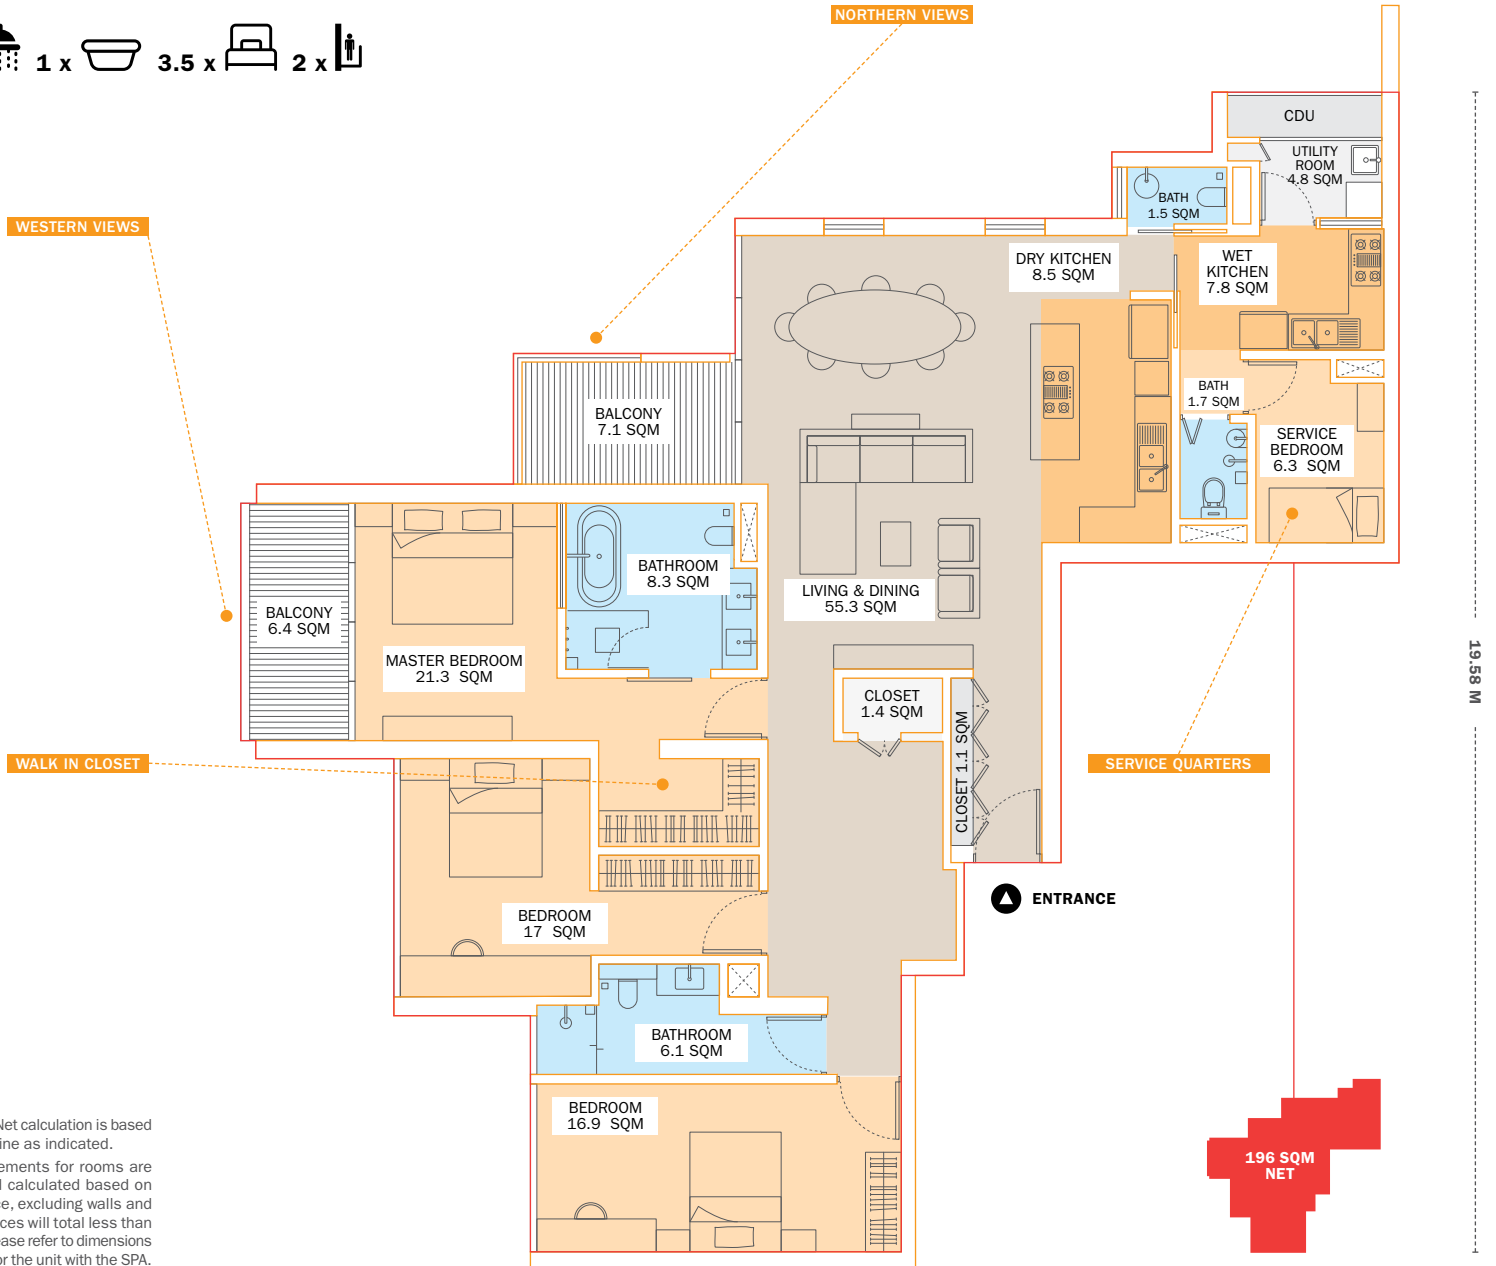 1 x 3.5 x 2 x
NORTHERN VIEWS
CDU
UTILITY
ROOM
4.8 SQM
BATH
1.5 SQM
WESTERN VIEWS
DRY KITCHEN
8.5 SQM
WET
KITCHEN
7.8 SQM
BALCONY
7.1 SQM
BATH
1.7 SQM
SERVICE
BEDROOM
6.3 SQM
BATHROOM
8.3 SQM
LIVING & DINING
55.3 SQM
BALCONY
6.4 SQM
MASTER BEDROOM
21.3 SQM
19.58 M
CLOSET
1.4 SQM
CLOSET 1.1 SQM
WALK IN CLOSET
SERVICE QUARTERS
ENTRANCE
BEDROOM
17 SQM
BATHROOM
6.1 SQM
BEDROOM
16.9 SQM
196 SQM
NET
Net calculation is based
ine as indicated.
ements for rooms are
calculated based on
ce, excluding walls and
ces will total less than
ease refer to dimensions
or the unit with the SPA.